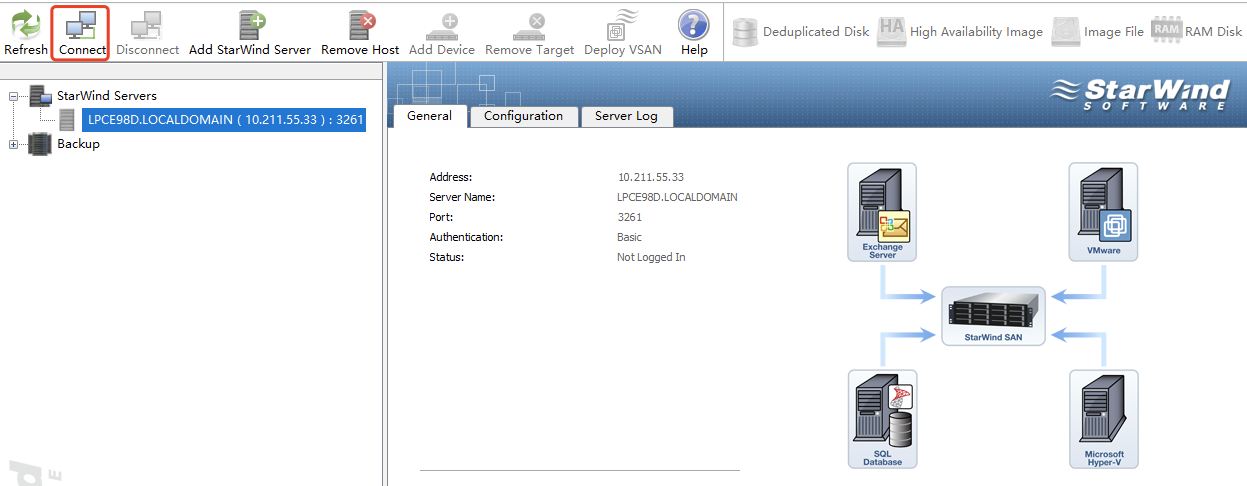 Refresh Connect Disconnect Add StarWind Server Remove Host Add Device Remove Target Deploy VSAN Help Deduplicated Disk HA High Availability Image Image File RAM RAM Disk
StarWind Servers
LPCE98D.LOCALDOMAIN ( 10.211.55.33 ) : 3261
Backup
StarWind
SOFTWARE
General Configuration Server Log
Address: 10.211.55.33
Server Name: LPCE98D.LOCALDOMAIN
Port: 3261
Authentication: Basic
Status: Not Logged In
Exchange
Server
VMware
StarWind SAN
SQL
Database
Microsoft
Hyper-V